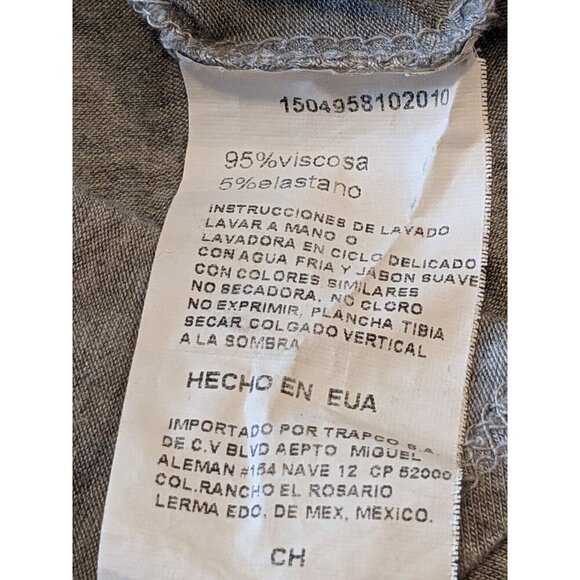 1504958102010
95%viscosa
5%elastano
INSTRUCCIONES DE LAVADO
LAVAR A MANO O
LAVADORA EN CICLO DELICADO
CON AGUA FRIA Y JABON SUAVE
CON COLORES SIMILARES
NO SECADORA, NO CLORO
NO EXPRIMIR, PLANCHA TIBIA
SECAR COLGADO VERTICAL
A LA SOMBRA
HECHO EN EUA
IMPORTADO POR TRAPCO S.A.
DE C.V BLVD AEPTO MIGUEL
ALEMAN #154 NAVE 12 CP 52000
COL.RANCHO EL ROSARIO
LERMA EDO. DE MEX, MEXICO.
CH